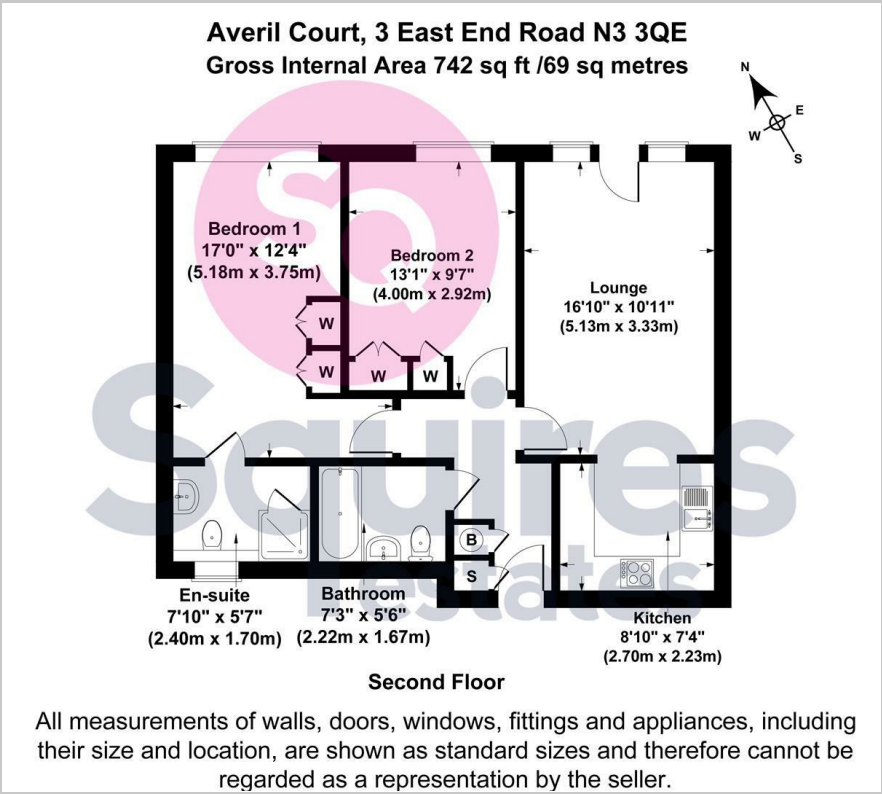 Averil Court, 3 East End Road N3 3QE
Gross Internal Area 742 sq ft /69 sq metres
N
E
W
S
SQ
Bedroom 1
17'0" x 12'4"
(5.18m x 3.75m)
Bedroom 2
13'1" x 9'7"
(4.00m x 2.92m)
Lounge
16'10" x 10'11"
(5.13m x 3.33m)
W
W
W
W
Squires
estates
B
S
En-suite
7'10" x 5'7"
(2.40m x 1.70m)
Bathroom
7'3" x 5'6"
(2.22m x 1.67m)
Kitchen
8'10" x 7'4"
(2.70m x 2.23m)
Second Floor
All measurements of walls, doors, windows, fittings and appliances, including
their size and location, are shown as standard sizes and therefore cannot be
regarded as a representation by the seller.